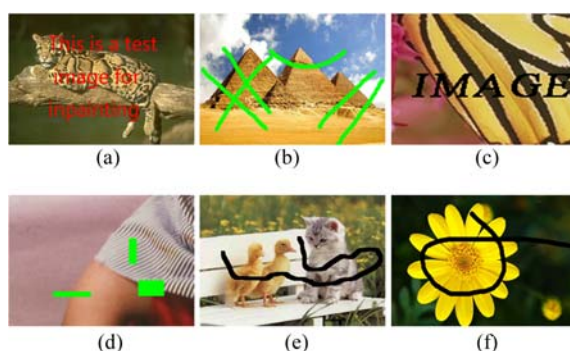 This is a test
image for
inpainting
IMAGE
(a)
(b)
(c)
(d)
(e)
(f)